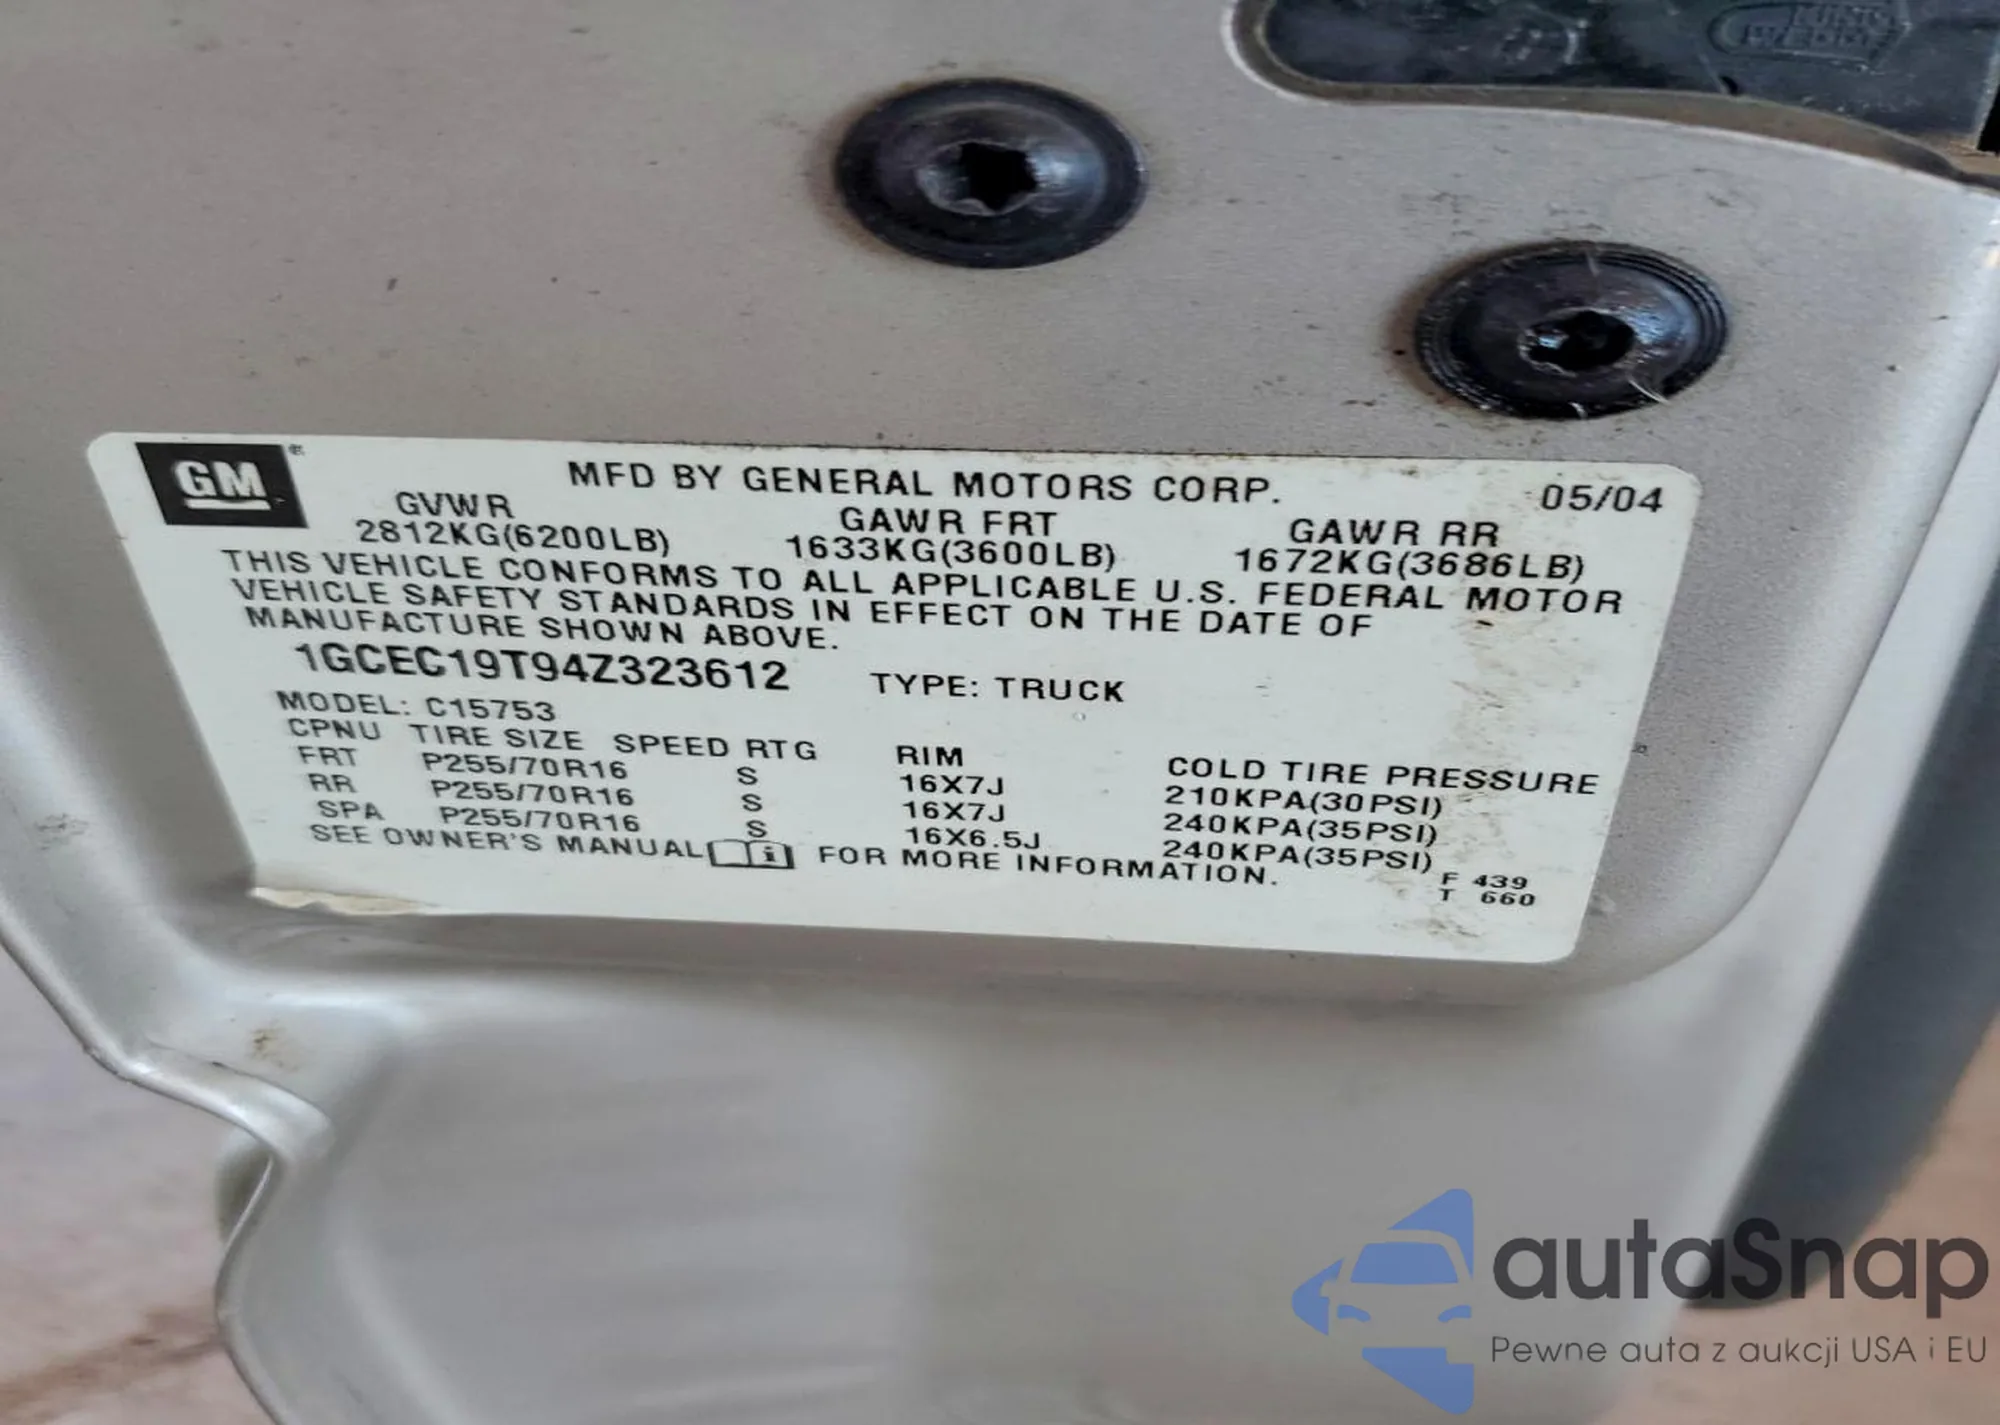 GM
MFD BY GENERAL MOTORS CORP. 05/04
GVWR GAWR FRT GAWR RR
2812KG(6200LB) 1633KG(3600LB) 1672KG(3686LB)
THIS VEHICLE CONFORMS TO ALL APPLICABLE U.S. FEDERAL MOTOR
VEHICLE SAFETY STANDARDS IN EFFECT ON THE DATE OF
MANUFACTURE SHOWN ABOVE.
1GCEC19T94Z323612 TYPE: TRUCK
MODEL: C15753
CPNU TIRE SIZE SPEED RTG RIM COLD TIRE PRESSURE
FRT P255/70R16 S 16X7J 210KPA(30PSI)
RR P255/70R16 S 16X7J 240KPA(35PSI)
SPA P255/70R16 S 16X6.5J 240KPA(35PSI)
SEE OWNER'S MANUAL FOR MORE INFORMATION.
F 439
T 660
autaSnap
Pewne auta z aukcji USA i EU